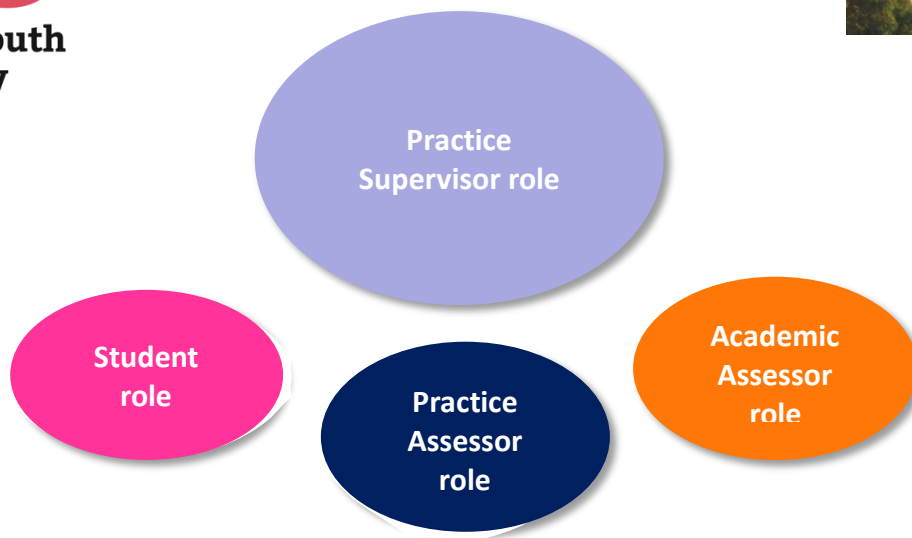 outh
Practice
Supervisor role
Student
role
Practice
Assessor
role
Academic
Assessor
role